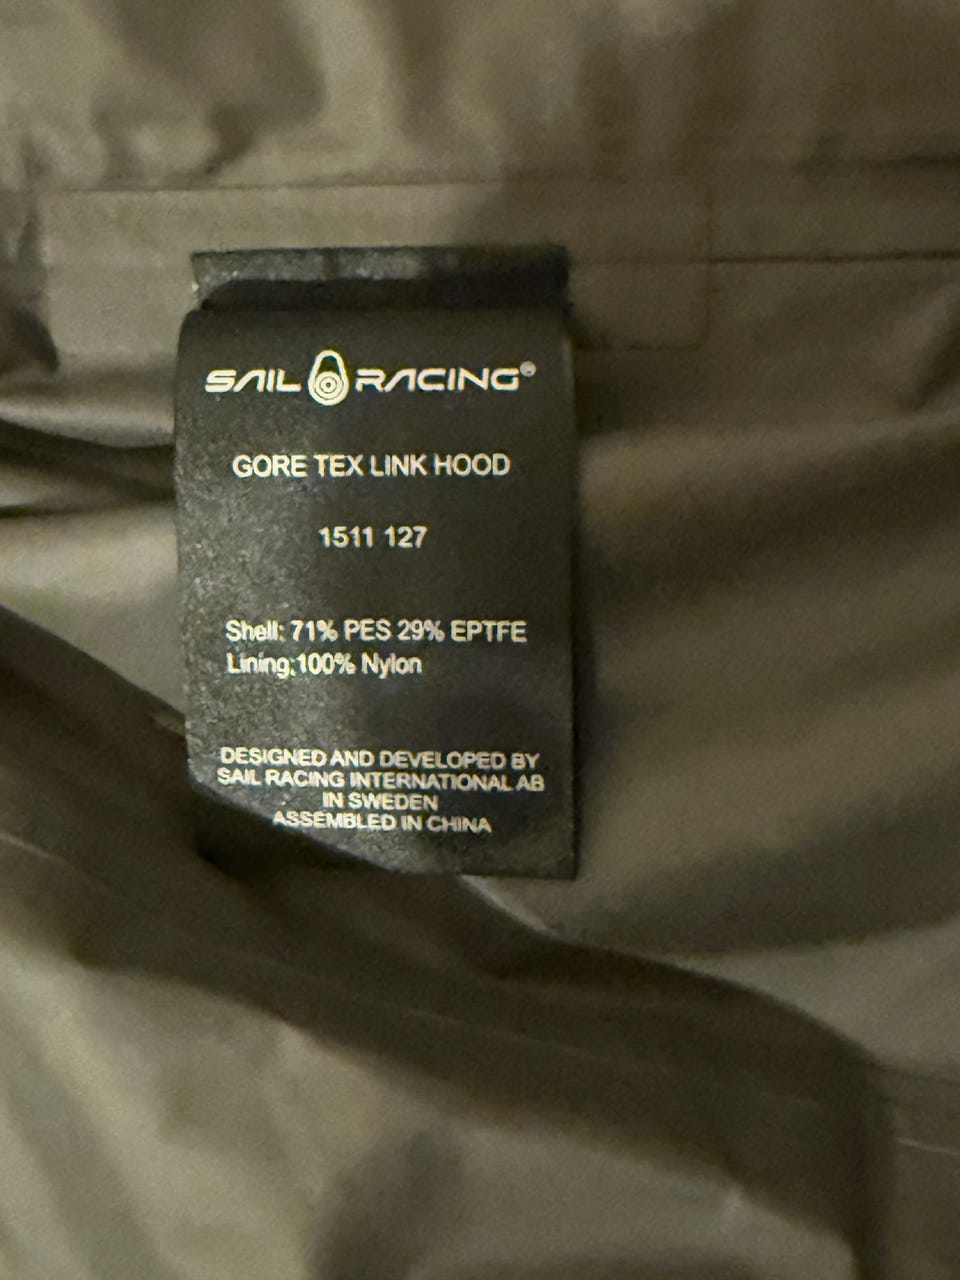 SAIL RACING®
GORE TEX LINK HOOD
1511 127
Shell: 71% PES 29% EPTFE
Lining:100% Nylon
DESIGNED AND DEVELOPED BY
SAIL RACING INTERNATIONAL AB
IN SWEDEN
ASSEMBLED IN CHINA